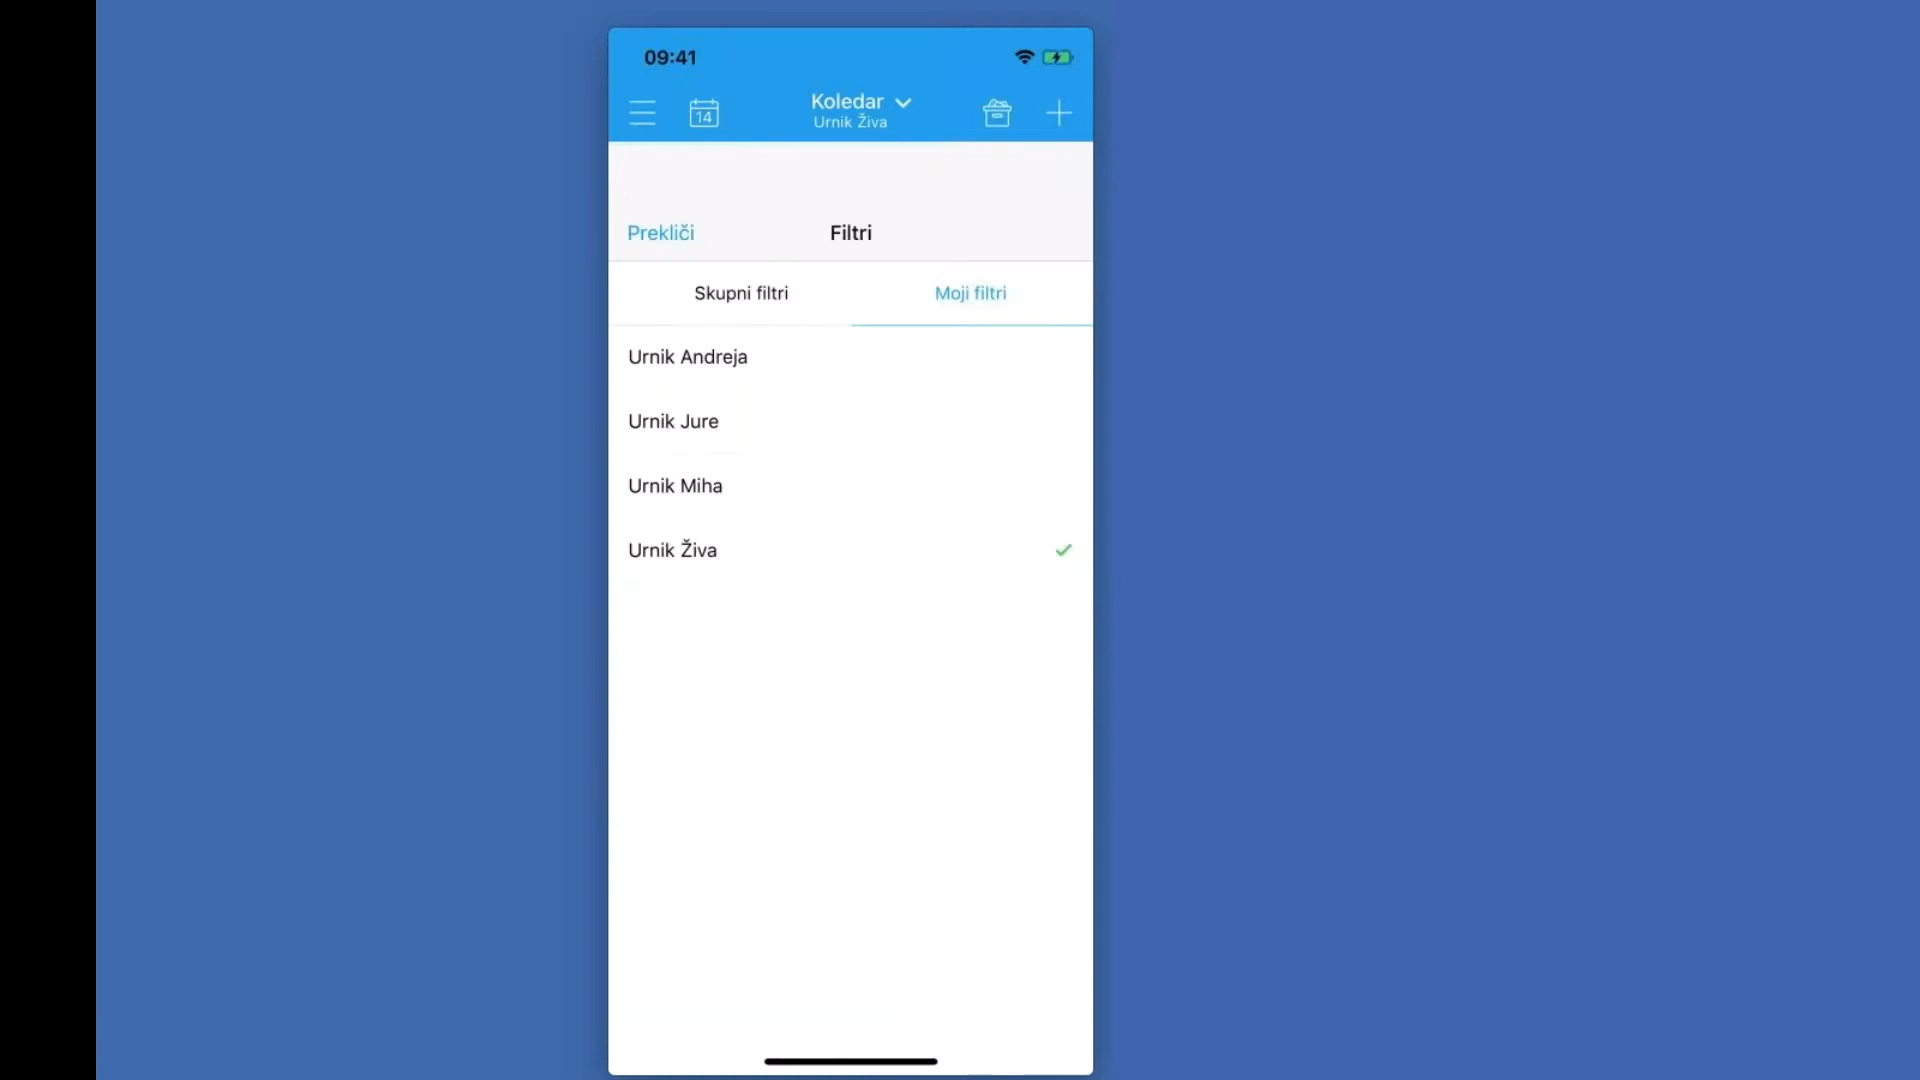 09:41
14
Koledar
Urnik Živa
Prekliči
Filtri
Skupni filtri
Moji filtri
Urnik Andreja
Urnik Jure
Urnik Miha
Urnik Živa